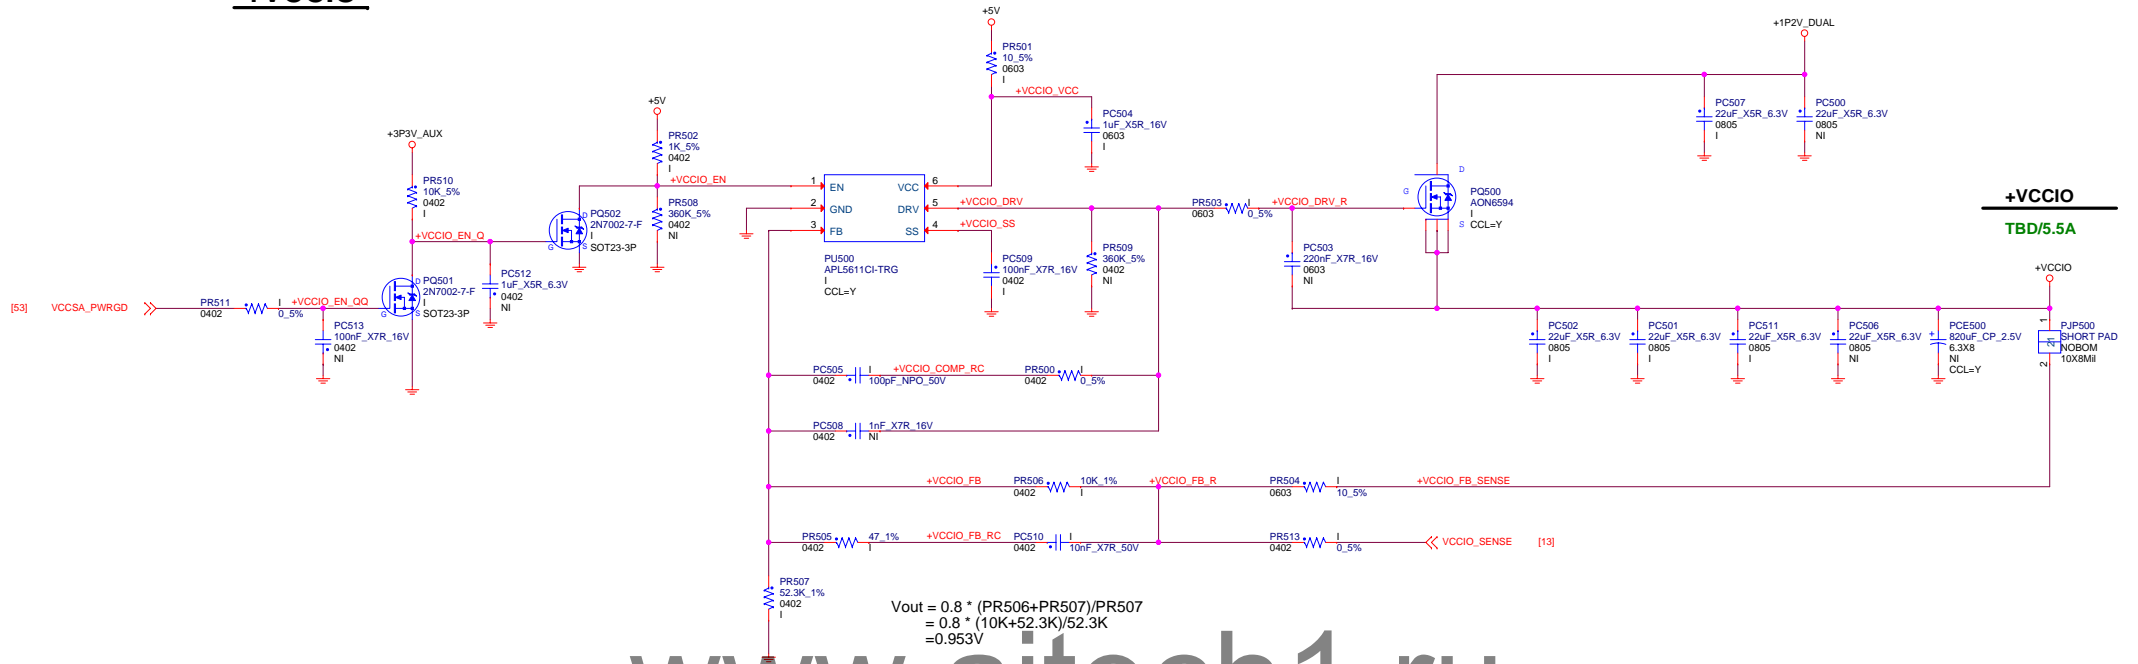 +VCCIO
+5V
PR501
10_5%
0603
I
+VCCIO_VCC
PC504
1uF_X5R_16V
0603
I
+1P2V_DUAL
PC507
22uF_X5R_6.3V
0805
I
PC500
22uF_X5R_6.3V
0805
NI
+3P3V_AUX
PR510
10K_5%
0402
I
+5V
PR502
1K_5%
0402
I
+VCCIO_EN
PR508
360K_5%
0402
NI
+VCCIO_EN_Q
D
G
S
PQ502
2N7002-7-F
I
SOT23-3P
1 EN
2 GND
3 FB
VCC 6
DRV 5
SS 4
PU500
APL5611CI-TRG
I
CCL=Y
+VCCIO_DRV
+VCCIO_SS
PC509
100nF_X7R_16V
0402
I
PR509
360K_5%
0402
NI
PR503
0603
I
0_5%
+VCCIO_DRV_R
PC503
220nF_X7R_16V
0603
NI
D
G
S
PQ500
AON6594
I
CCL=Y
+VCCIO
TBD/5.5A
+VCCIO
[53] VCCSA_PWRGD
PR511
0402
I
0_5%
+VCCIO_EN_QQ
PC513
100nF_X7R_16V
0402
NI
D
G
S
PQ501
2N7002-7-F
I
SOT23-3P
PC512
1uF_X5R_6.3V
0402
NI
PC502
22uF_X5R_6.3V
0805
I
PC501
22uF_X5R_6.3V
0805
I
PC511
22uF_X5R_6.3V
0805
I
PC506
22uF_X5R_6.3V
0805
NI
PCE500
820uF_CP_2.5V
6.3X8
NI
CCL=Y
1
21
2
PJP500
SHORT PAD
NOBOM
10X8Mil
PC505
0402
I
100pF_NPO_50V
+VCCIO_COMP_RC
PR500
0402
I
0_5%
PC508
0402
1nF_X7R_16V
NI
+VCCIO_FB
PR506
0402
10K_1%
I
+VCCIO_FB_R
PR504
0603
I
10_5%
+VCCIO_FB_SENSE
PR505
0402
47_1%
I
+VCCIO_FB_RC
PC510
0402
I
10nF_X7R_50V
PR513
0402
I
0_5%
VCCIO_SENSE [13]
PR507
52.3K_1%
0402
I
Vout = 0.8 * (PR506+PR507)/PR507
= 0.8 * (10K+52.3K)/52.3K
=0.953V